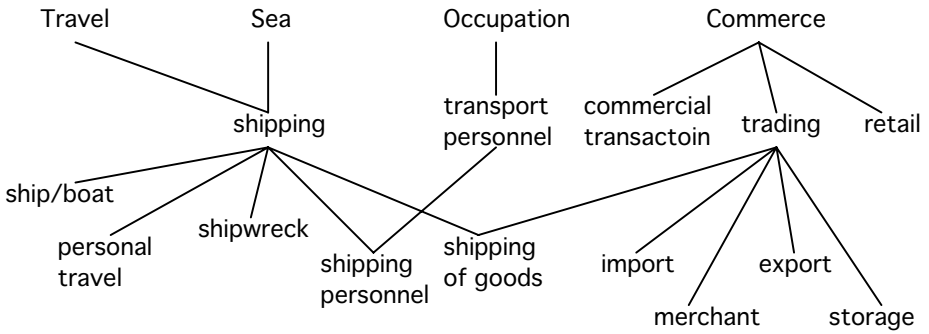 Travel
Sea
Occupation
Commerce
shipping
transport
personnel
commercial
transactoin
trading
retail
ship/boat
personal
travel
shipwreck
shipping
personnel
shipping
of goods
import
export
merchant
storage